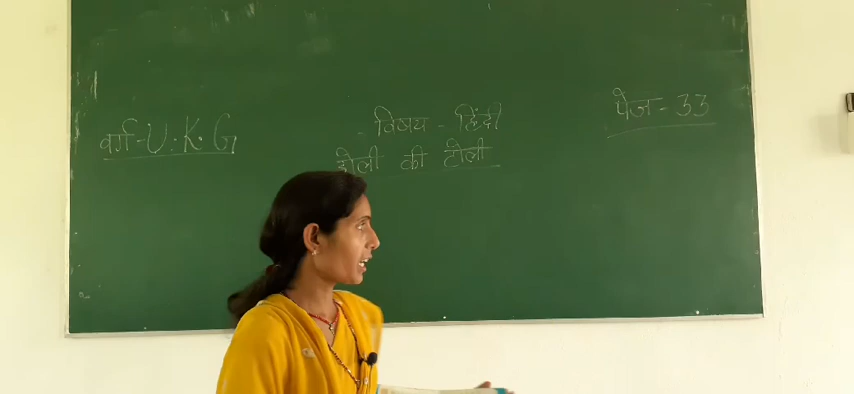 वर्ग - U.K.G
विषय - हिंदी
पेज - 33
होली की टोली